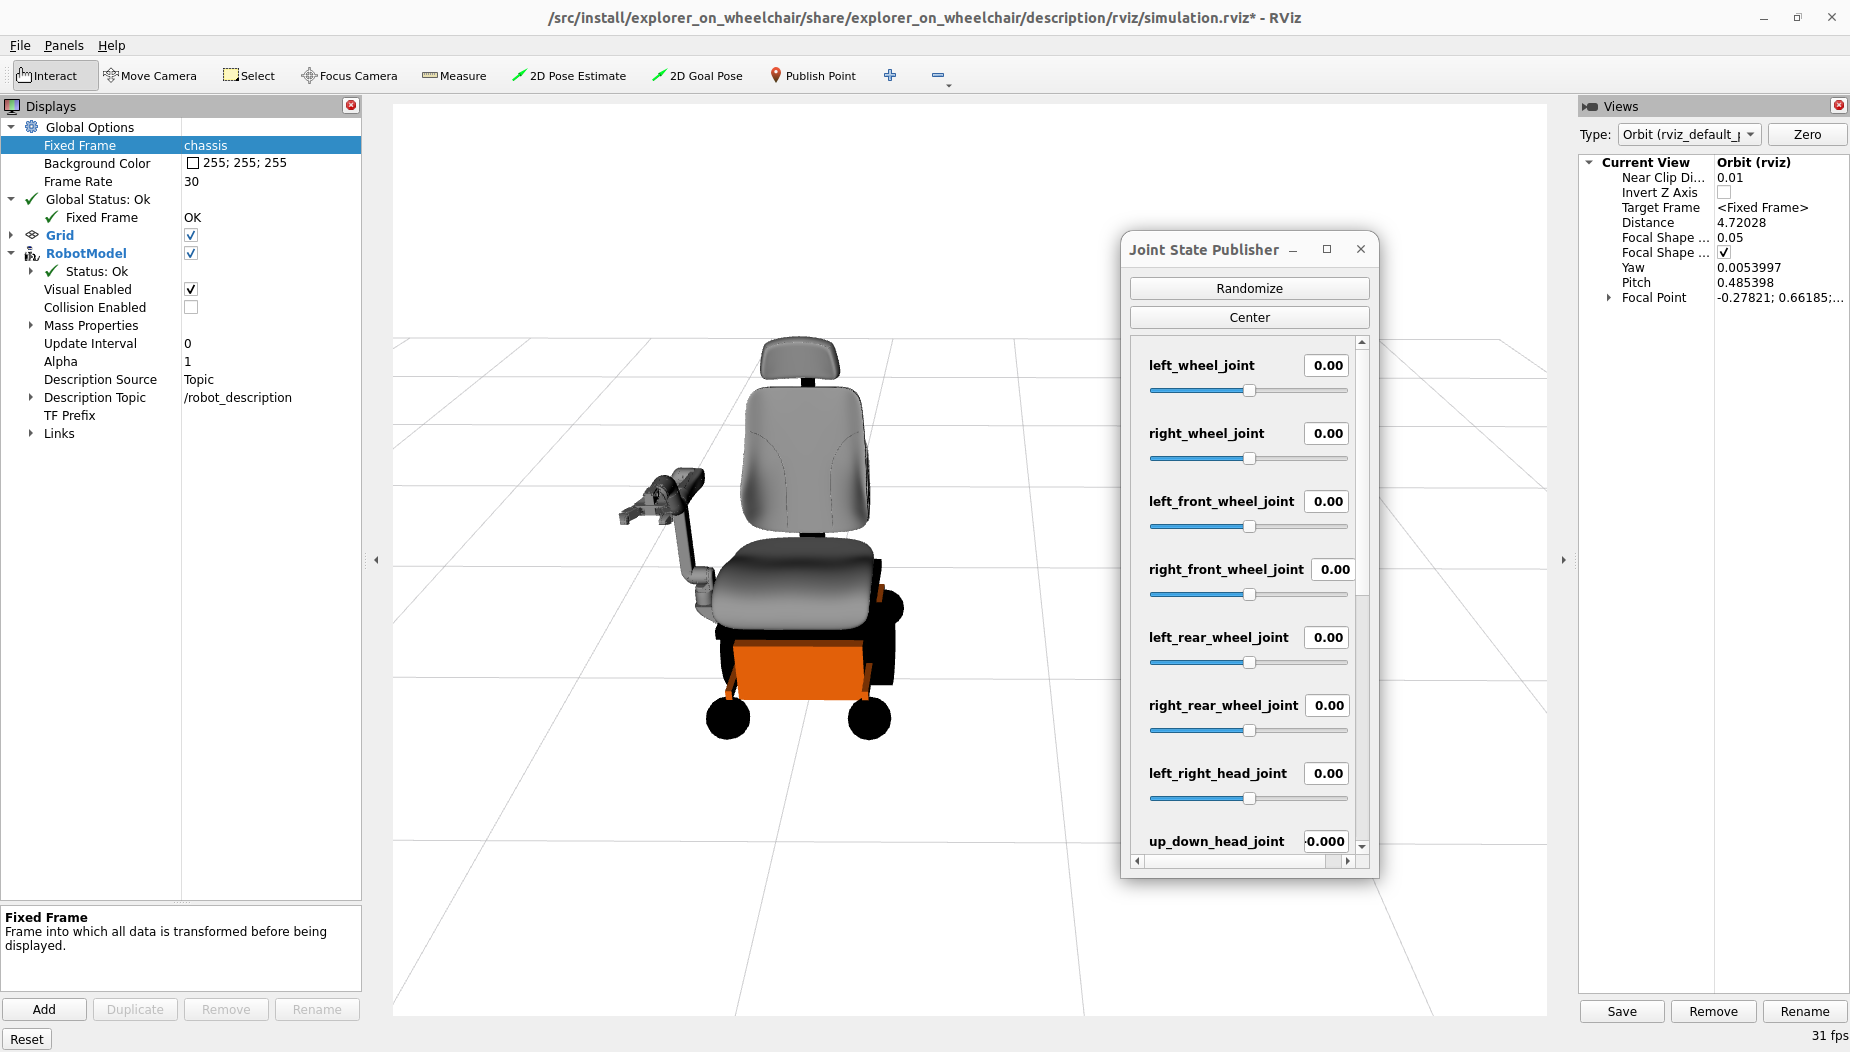 /src/install/explorer_on_wheelchair/share/explorer_on_wheelchair/description/rviz/simulation.rviz* - RViz
File Panels Help
Interact Move Camera Select Focus Camera Measure 2D Pose Estimate 2D Goal Pose Publish Point
Displays
Global Options
Fixed Frame chassis
Background Color 255; 255; 255
Frame Rate 30
Global Status: Ok
Fixed Frame OK
Grid
RobotModel
Status: Ok
Visual Enabled
Collision Enabled
Mass Properties
Update Interval 0
Alpha 1
Description Source Topic
Description Topic /robot_description
TF Prefix
Links
Fixed Frame
Frame into which all data is transformed before being
displayed.
Add Duplicate Remove Rename
Reset
Joint State Publisher
Randomize
Center
left_wheel_joint 0.00
right_wheel_joint 0.00
left_front_wheel_joint 0.00
right_front_wheel_joint 0.00
left_rear_wheel_joint 0.00
right_rear_wheel_joint 0.00
left_right_head_joint 0.00
up_down_head_joint -0.000
Views
Type: Orbit (rviz_default_p Zero
Current View Orbit (rviz)
Near Clip Di... 0.01
Invert Z Axis
Target Frame <Fixed Frame>
Distance 4.72028
Focal Shape ... 0.05
Focal Shape ...
Yaw 0.0053997
Pitch 0.485398
Focal Point -0.27821; 0.66185;...
Save Remove Rename
31 fps